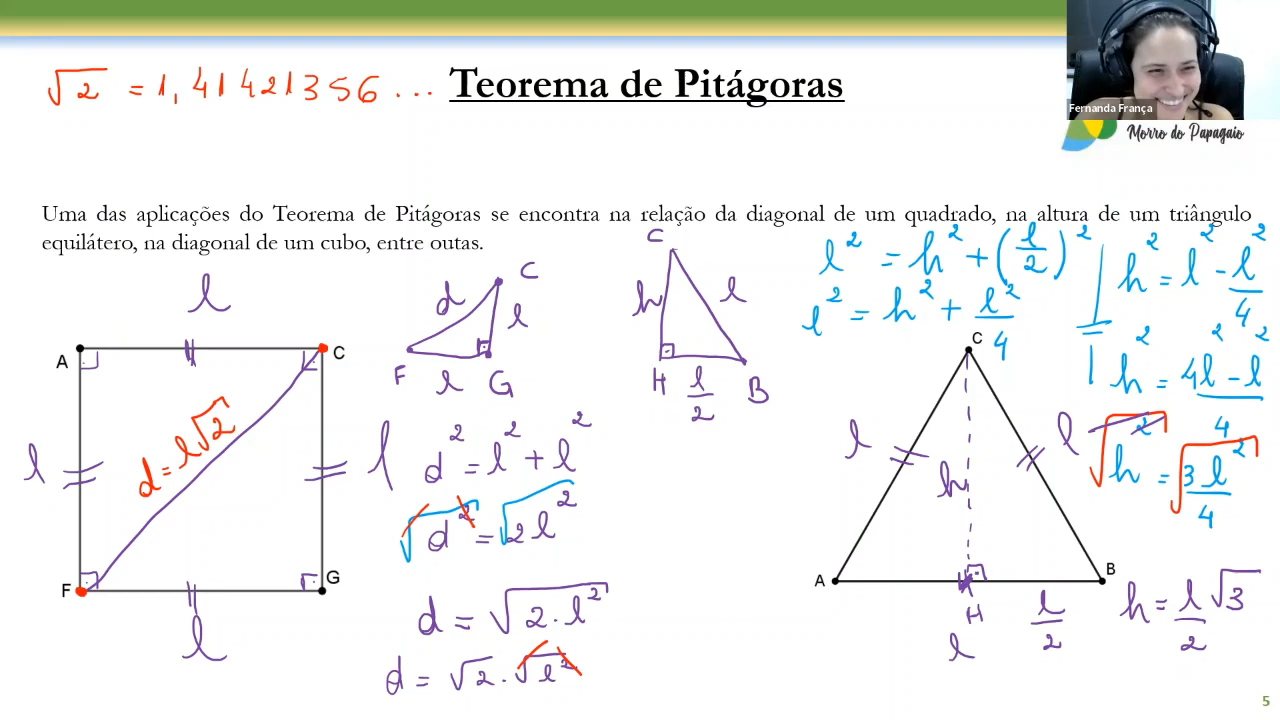 √2 = 1,41421356...
Teorema de Pitágoras
Fernanda França
Morro do Papagaio
Uma das aplicações do Teorema de Pitágoras se encontra na relação da diagonal de um quadrado, na altura de um triângulo
equilátero, na diagonal de um cubo, entre outas.
l
A
C
l
d=l√2
l
F
G
l
C
d
l
F
l
G
d² = l² + l²
√d² = √2l²
d = √2.l²
d = √2 . √l²
C
h
l
H
l/2
B
l² = h² + (l/2)²
l² = h² + l²/4
h² = l² - l²/4
h² = 4l² - l²/4
√h² = √3l²/4
C
l
l
h
A
B
H
l/2
l
h = l√3/2
5